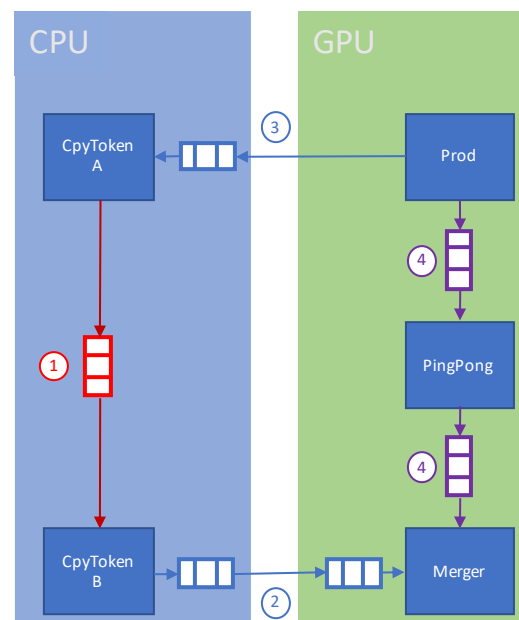 CPU
GPU
3
CpyToken
A
Prod
4
1
PingPong
4
CpyToken
B
Merger
2